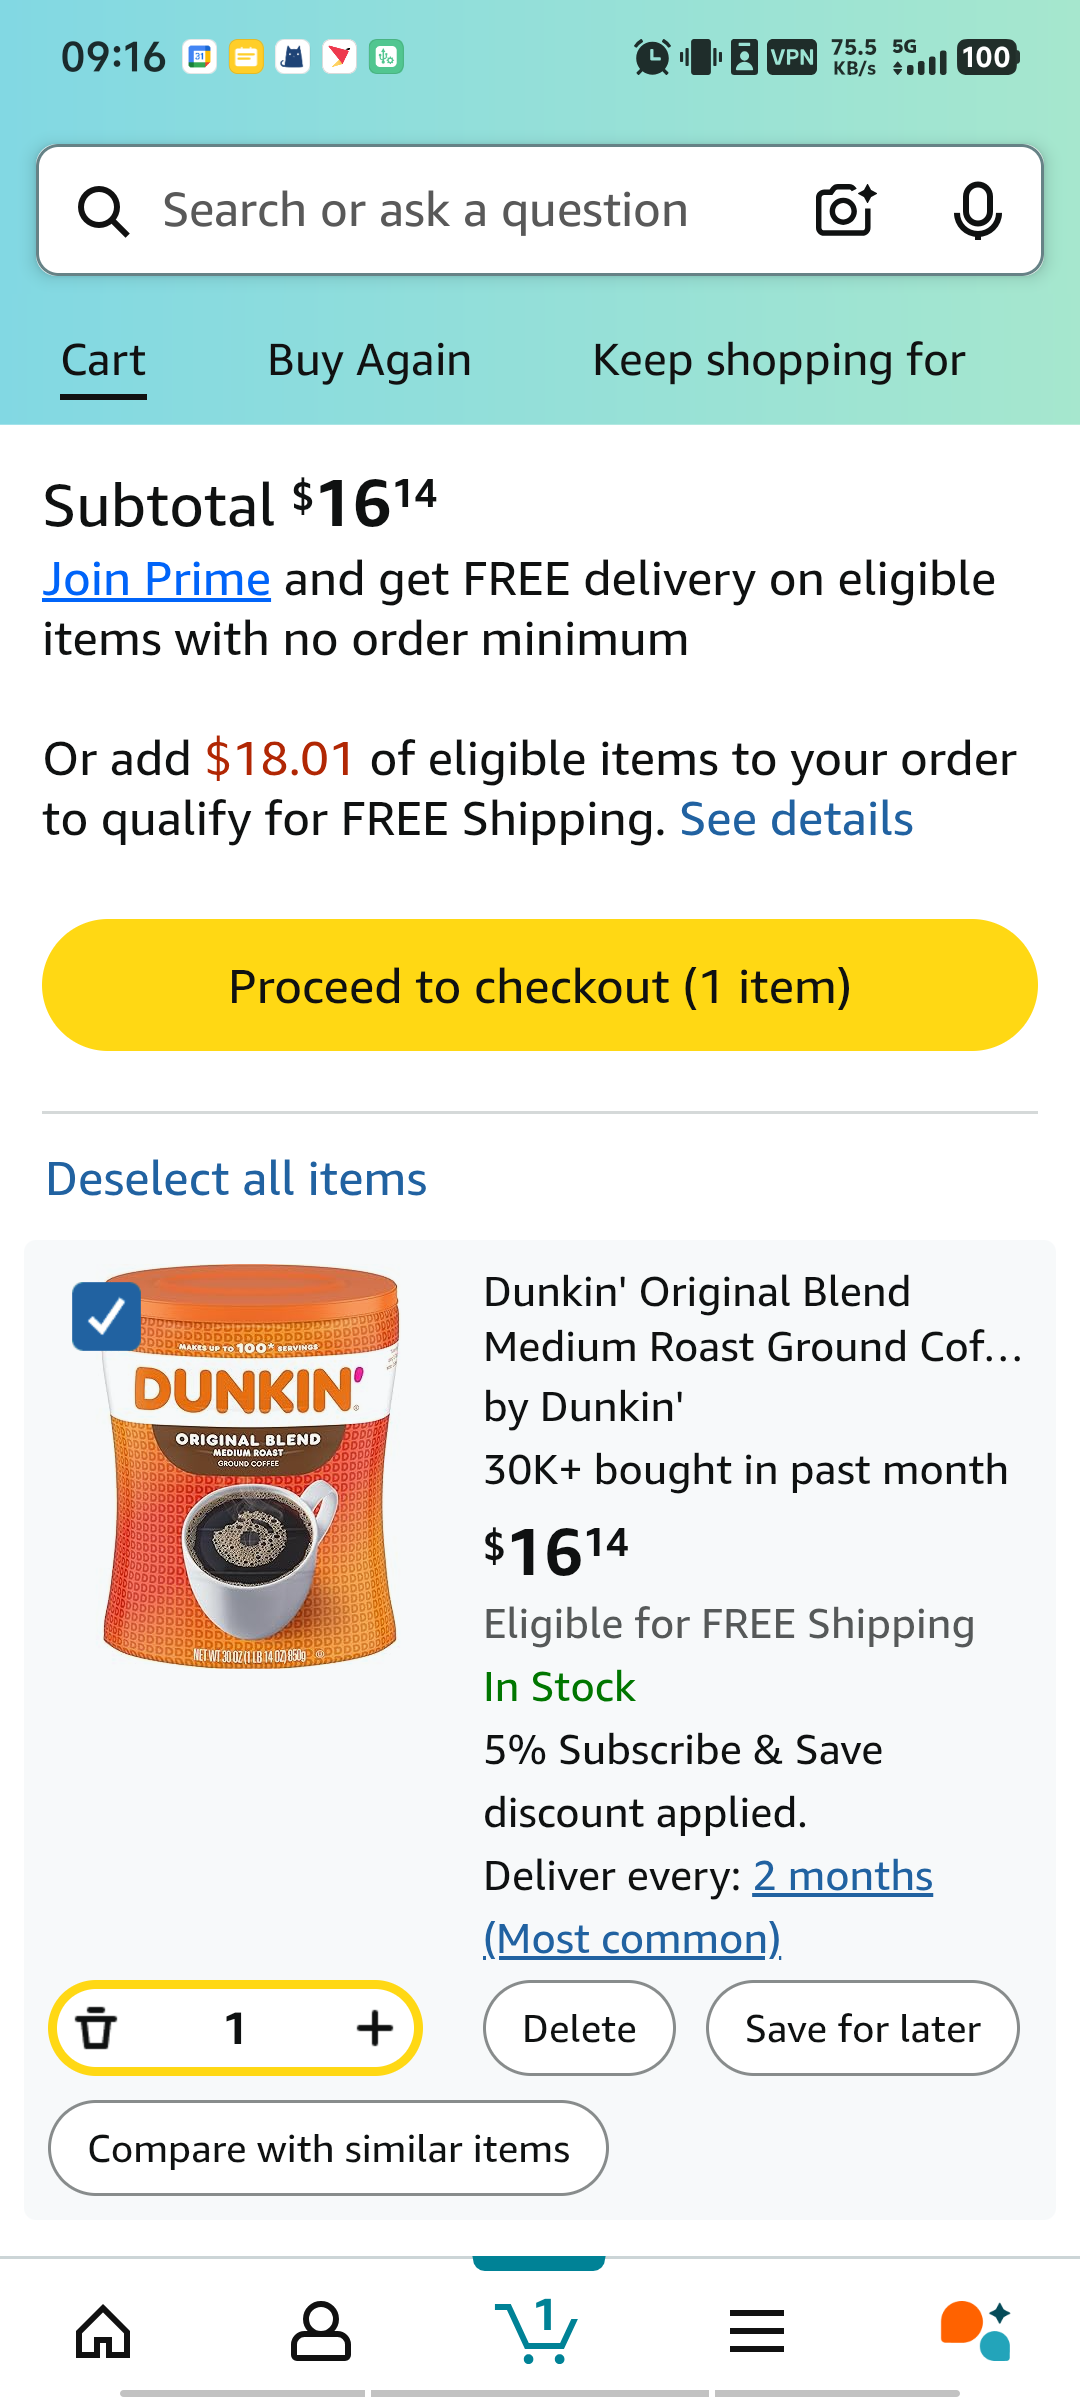 09:16
31
VPN
75.5 KB/s
5G
100
Search or ask a question
Cart
Buy Again
Keep shopping for
Subtotal $16 14
Join Prime and get FREE delivery on eligible
items with no order minimum
Or add $18.01 of eligible items to your order
to qualify for FREE Shipping. See details
Proceed to checkout (1 item)
Deselect all items
MAKES UP TO 100* SERVINGS
DUNKIN'
ORIGINAL BLEND
MEDIUM ROAST
GROUND COFFEE
NET WT 30 OZ (1 LB 14 OZ) 850g
Dunkin' Original Blend
Medium Roast Ground Cof...
by Dunkin'
30K+ bought in past month
$16 14
Eligible for FREE Shipping
In Stock
5% Subscribe & Save
discount applied.
Deliver every: 2 months
(Most common)
1
Delete
Save for later
Compare with similar items
1